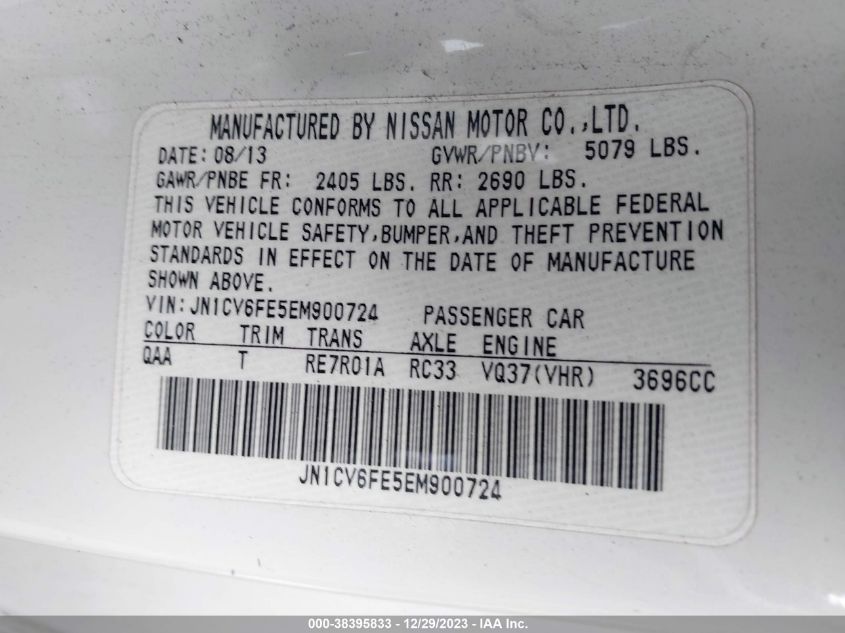 MANUFACTURED BY NISSAN MOTOR CO.,LTD.
DATE: 08/13 GVWR/PNBV: 5079 LBS.
GAWR/PNBE FR: 2405 LBS. RR: 2690 LBS.
THIS VEHICLE CONFORMS TO ALL APPLICABLE FEDERAL
MOTOR VEHICLE SAFETY,BUMPER,AND THEFT PREVENTION
STANDARDS IN EFFECT ON THE DATE OF MANUFACTURE
SHOWN ABOVE.
VIN: JN1CV6FE5EM900724 PASSENGER CAR
COLOR TRIM TRANS AXLE ENGINE
QAA T RE7R01A RC33 VQ37(VHR) 3696CC
JN1CV6FE5EM900724
000-38395833 - 12/29/2023 - IAA Inc.